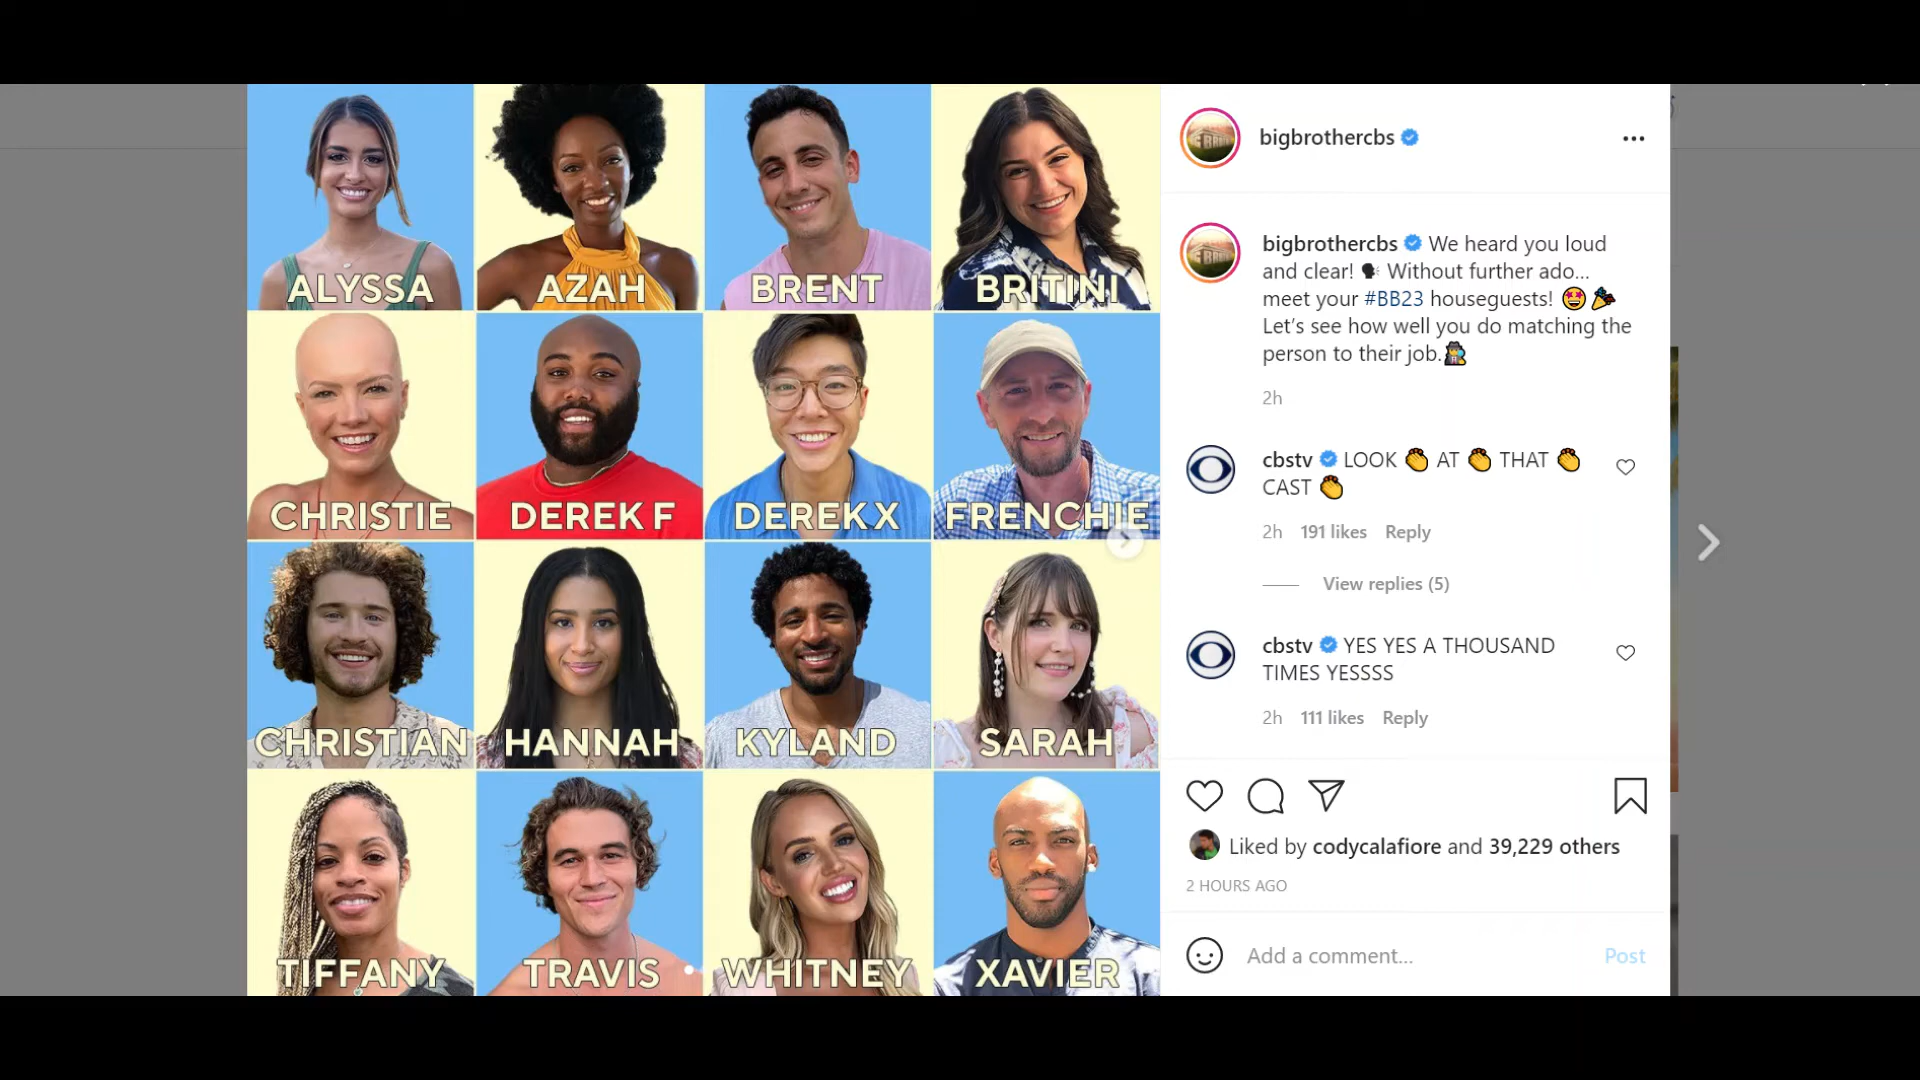 ALYSSA AZAH BRENT BRITINI
CHRISTIE DEREK F DEREK X FRENCHIE
CHRISTIAN HANNAH KYLAND SARAH
TIFFANY TRAVIS WHITNEY XAVIER
bigbrothercbs
bigbrothercbs We heard you loud
and clear! 🗣 Without further ado...
meet your #BB23 houseguests! 🤩 🎉
Let’s see how well you do matching the
person to their job.🕵
2h
cbstv LOOK 👏 AT 👏 THAT 👏
CAST 👏
2h 191 likes Reply
View replies (5)
cbstv YES YES A THOUSAND
TIMES YESSSS
2h 111 likes Reply
Liked by codycalafiore and 39,229 others
2 HOURS AGO
Add a comment... Post